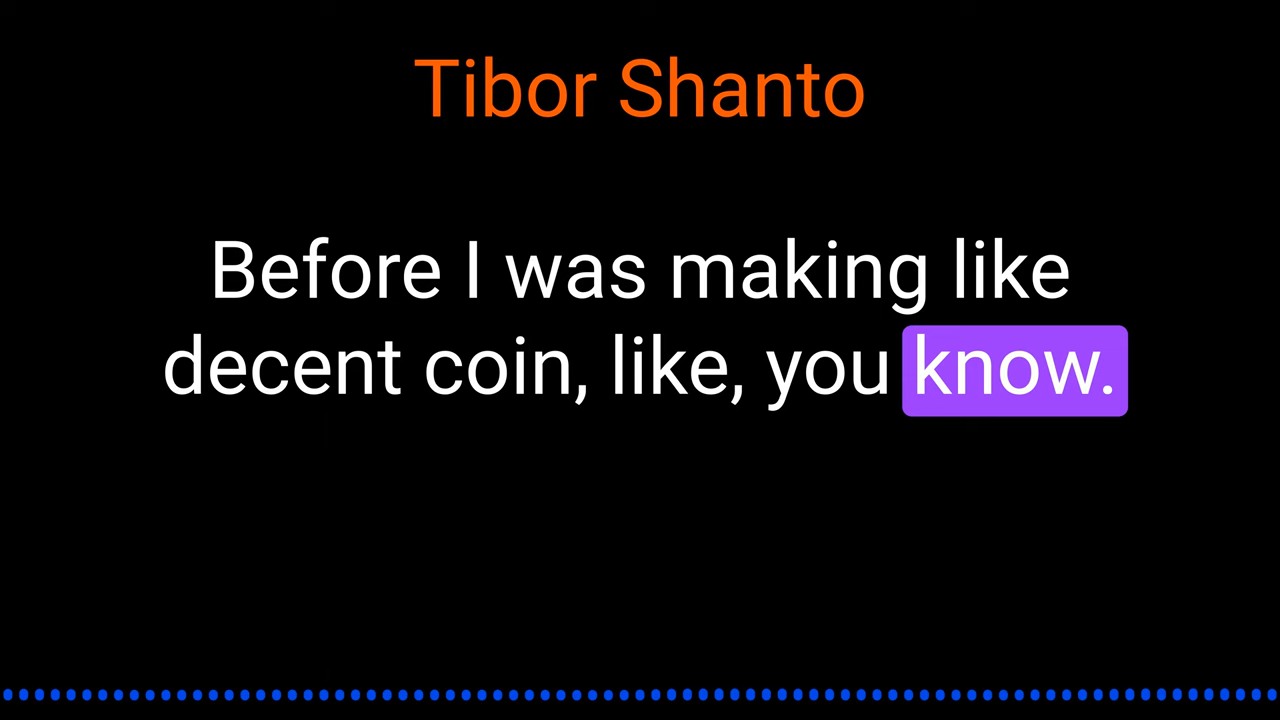 Tibor Shanto
Before I was making like
decent coin, like, you know.